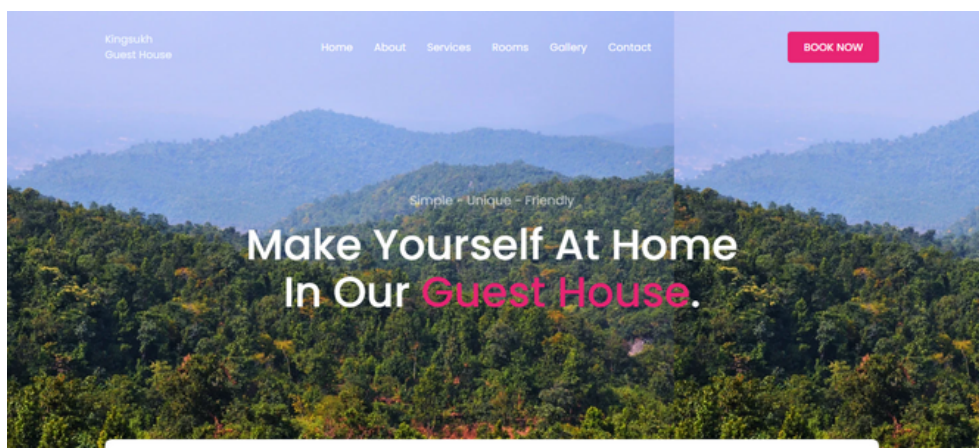 Kingsukh
Guest House
Home About Services Rooms Gallery Contact
BOOK NOW
Simple - Unique - Friendly
Make Yourself At Home
In Our Guest House.